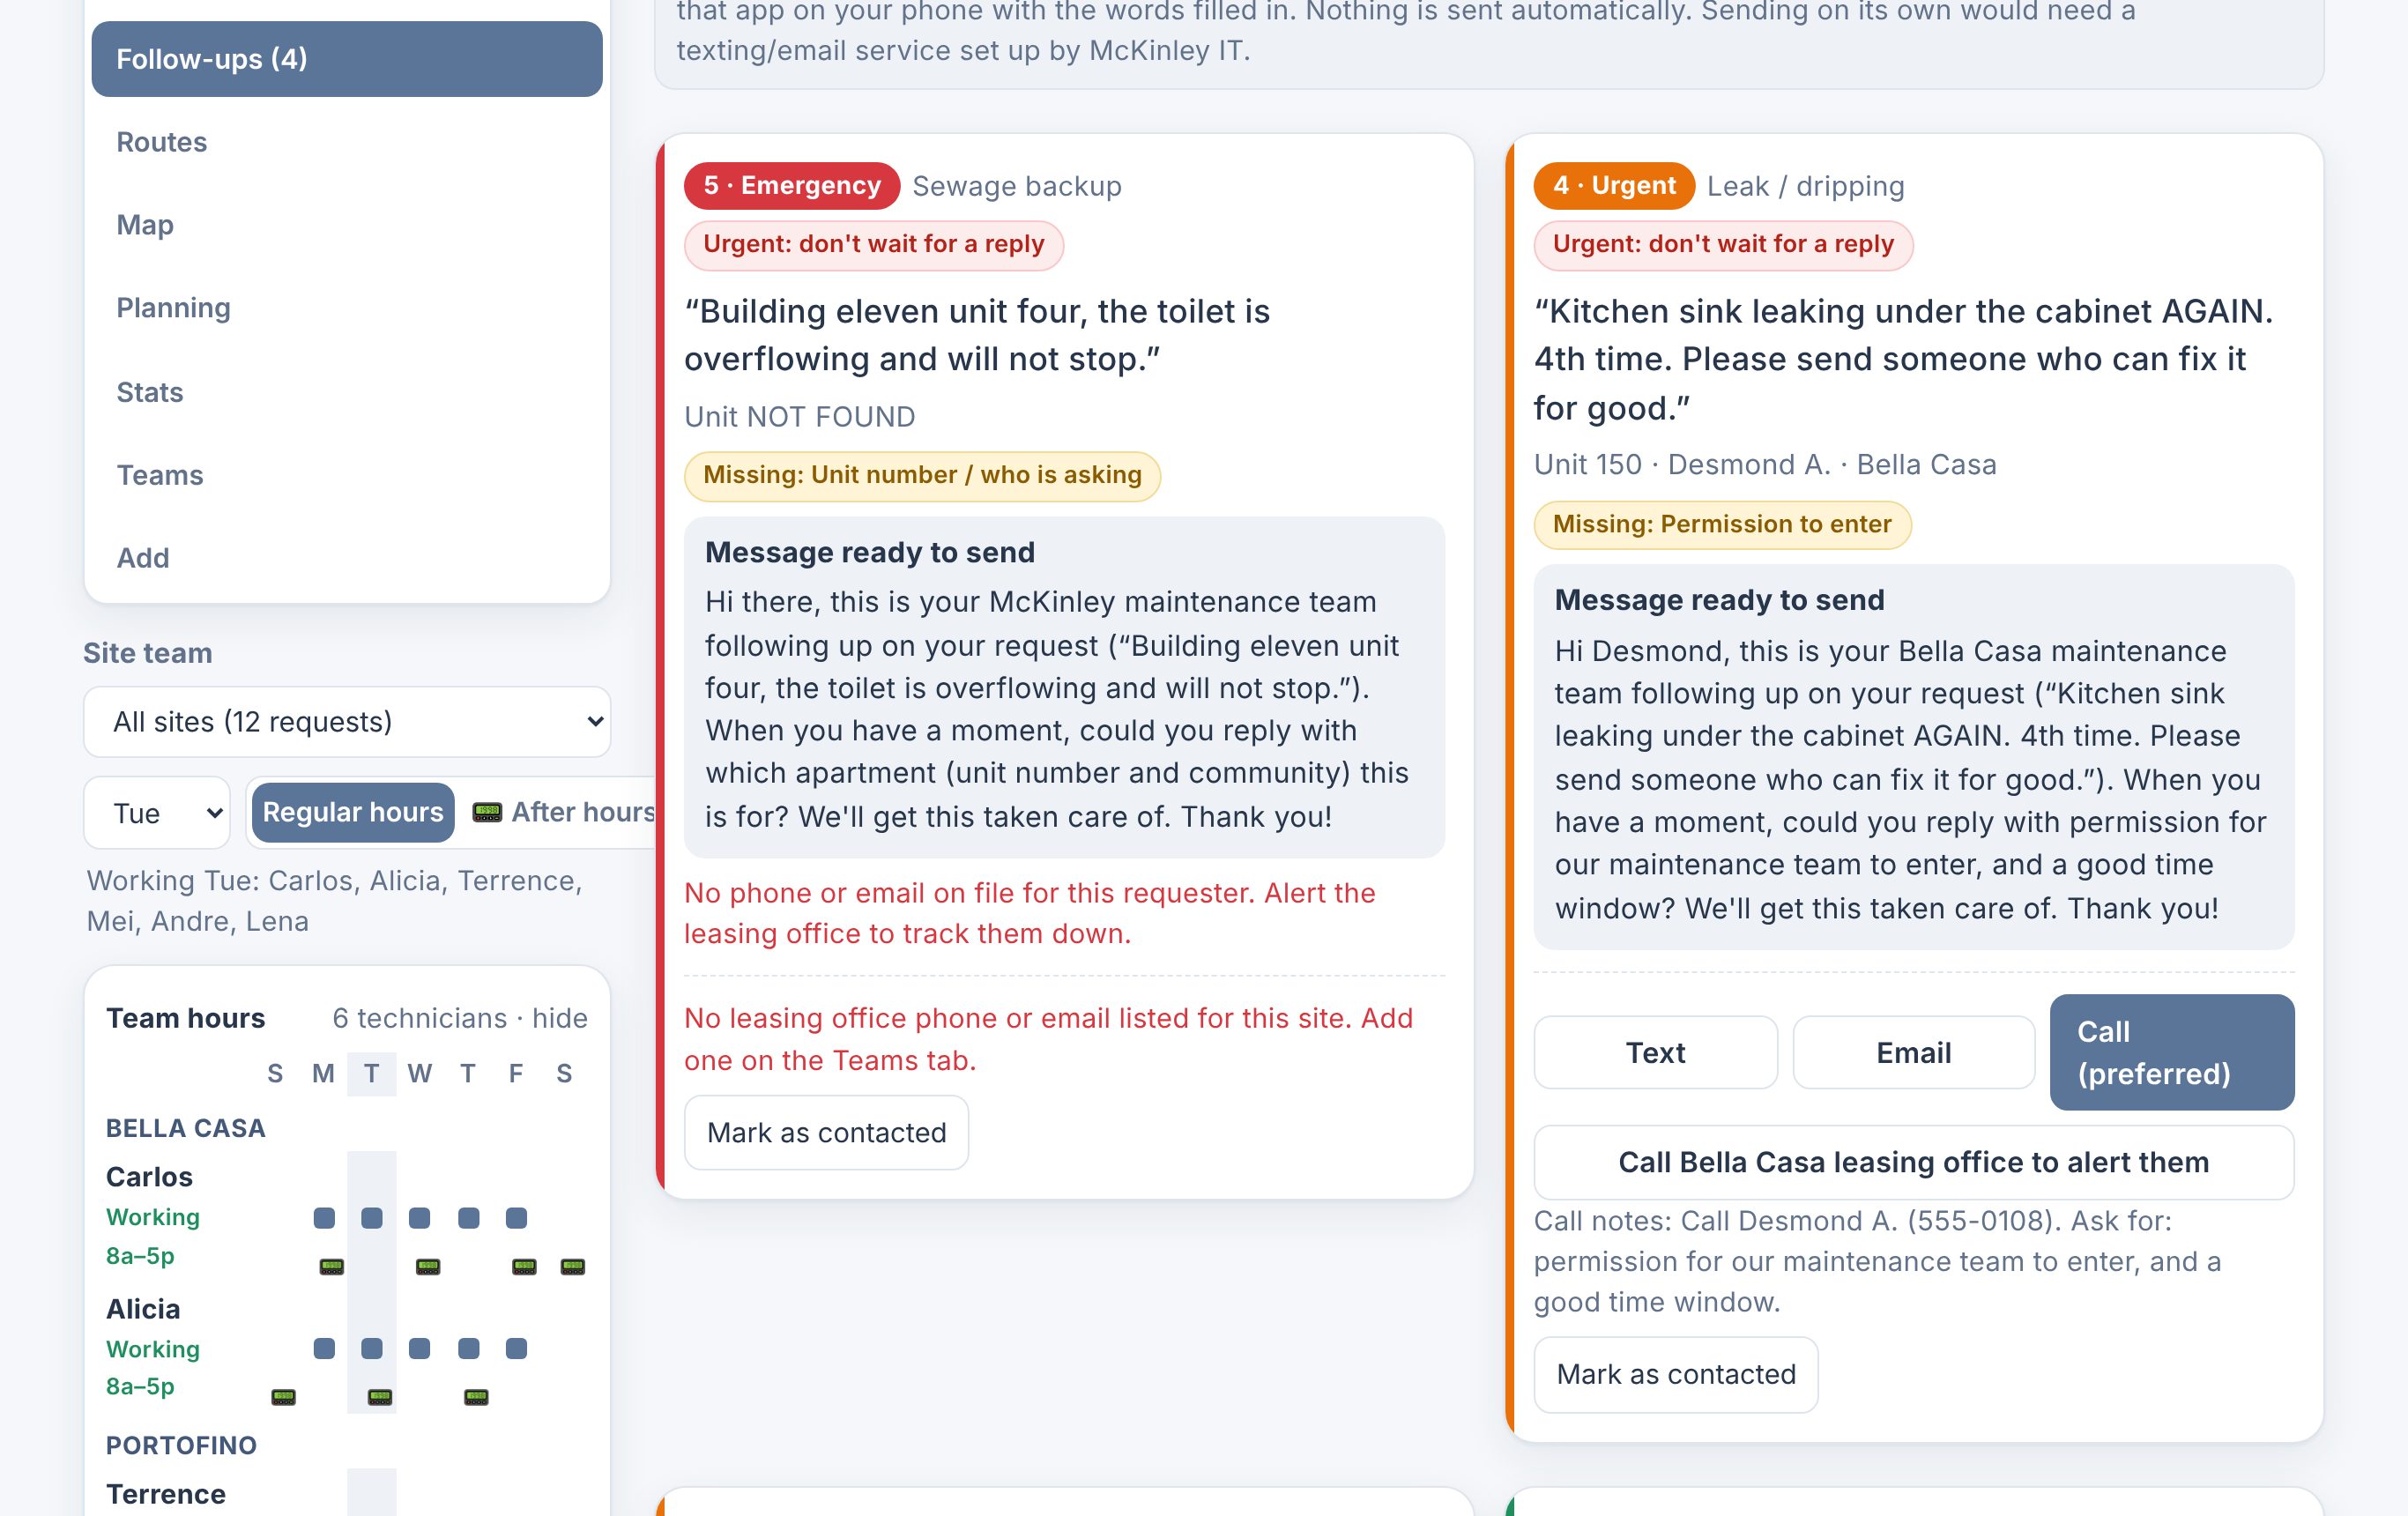 Follow-ups (4)
Routes
Map
Planning
Stats
Teams
Add
Site team
All sites (12 requests)
Tue
Regular hours
After hours
Working Tue: Carlos, Alicia, Terrence,
Mei, Andre, Lena
Team hours
6 technicians · hide
S M T W T F S
BELLA CASA
Carlos
Working
8a–5p
Alicia
Working
8a–5p
PORTOFINO
Terrence
that app on your phone with the words filled in. Nothing is sent automatically. Sending on its own would need a
texting/email service set up by McKinley IT.
5 · Emergency Sewage backup
Urgent: don't wait for a reply
“Building eleven unit four, the toilet is
overflowing and will not stop.”
Unit NOT FOUND
Missing: Unit number / who is asking
Message ready to send
Hi there, this is your McKinley maintenance team
following up on your request (“Building eleven unit
four, the toilet is overflowing and will not stop.”).
When you have a moment, could you reply with
which apartment (unit number and community) this
is for? We'll get this taken care of. Thank you!
No phone or email on file for this requester. Alert the
leasing office to track them down.
No leasing office phone or email listed for this site. Add
one on the Teams tab.
Mark as contacted
4 · Urgent Leak / dripping
Urgent: don't wait for a reply
“Kitchen sink leaking under the cabinet AGAIN.
4th time. Please send someone who can fix it
for good.”
Unit 150 · Desmond A. · Bella Casa
Missing: Permission to enter
Message ready to send
Hi Desmond, this is your Bella Casa maintenance
team following up on your request (“Kitchen sink
leaking under the cabinet AGAIN. 4th time. Please
send someone who can fix it for good.”). When you
have a moment, could you reply with permission for
our maintenance team to enter, and a good time
window? We'll get this taken care of. Thank you!
Text
Email
Call
(preferred)
Call Bella Casa leasing office to alert them
Call notes: Call Desmond A. (555-0108). Ask for:
permission for our maintenance team to enter, and a
good time window.
Mark as contacted